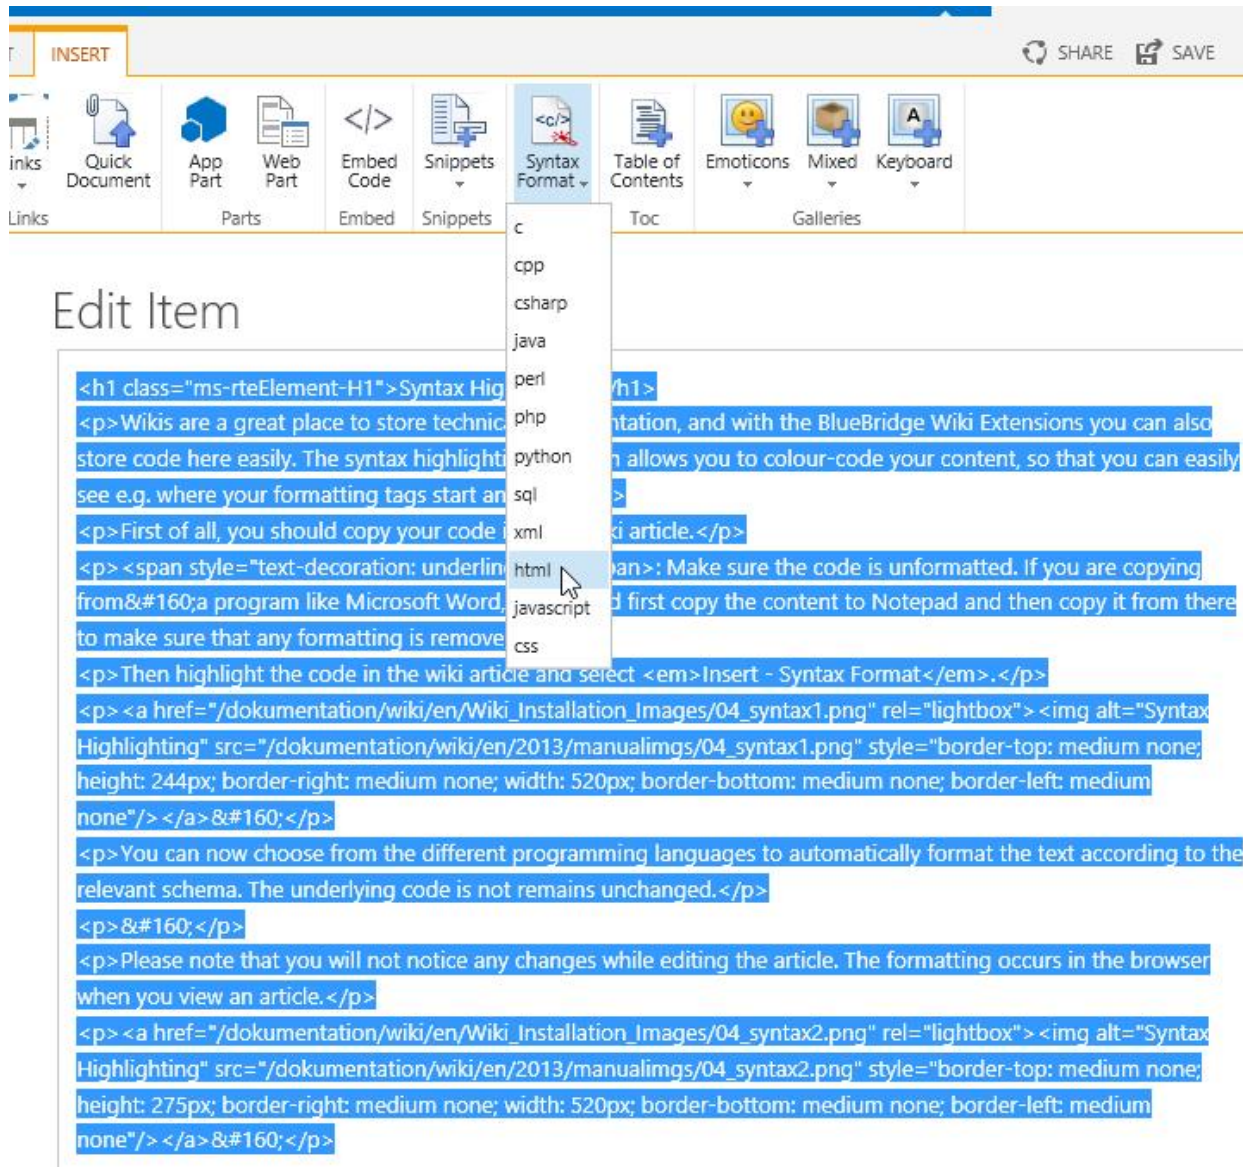 INSERT
SHARE SAVE
Quick Document
App Part
Web Part
</> Embed Code
Snippets
<c/> Syntax Format
Table of Contents
Emoticons
Mixed
A Keyboard
Links Parts Embed Snippets Toc Galleries
c
cpp
csharp
java
perl
php
python
sql
xml
html
javascript
css
Edit Item
<h1 class="ms-rteElement-H1">Syntax Hig /h1>
<p>Wikis are a great place to store technic ntation, and with the BlueBridge Wiki Extensions you can also
store code here easily. The syntax highlighti n allows you to colour-code your content, so that you can easily
see e.g. where your formatting tags start an >
<p>First of all, you should copy your code i ki article.</p>
<p><span style="text-decoration: underlin an>: Make sure the code is unformatted. If you are copying
from&#160;a program like Microsoft Word, d first copy the content to Notepad and then copy it from there
to make sure that any formatting is remove
<p>Then highlight the code in the wiki article and select <em>Insert - Syntax Format</em>.</p>
<p><a href="/dokumentation/wiki/en/Wiki_Installation_Images/04_syntax1.png" rel="lightbox"><img alt="Syntax
Highlighting" src="/dokumentation/wiki/en/2013/manualimgs/04_syntax1.png" style="border-top: medium none;
height: 244px; border-right: medium none; width: 520px; border-bottom: medium none; border-left: medium
none"/></a>&#160;</p>
<p>You can now choose from the different programming languages to automatically format the text according to the
relevant schema. The underlying code is not remains unchanged.</p>
<p>&#160;</p>
<p>Please note that you will not notice any changes while editing the article. The formatting occurs in the browser
when you view an article.</p>
<p><a href="/dokumentation/wiki/en/Wiki_Installation_Images/04_syntax2.png" rel="lightbox"><img alt="Syntax
Highlighting" src="/dokumentation/wiki/en/2013/manualimgs/04_syntax2.png" style="border-top: medium none;
height: 275px; border-right: medium none; width: 520px; border-bottom: medium none; border-left: medium
none"/></a>&#160;</p>